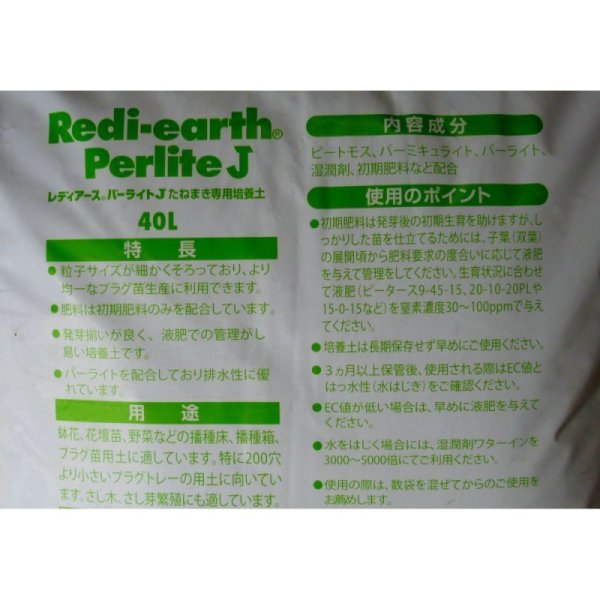 Redi-earth®
Perlite J
レディアース®パーライトJ たねまき専用培養土
40L
特長
●粒子サイズが細かくそろっており、より
均一なプラグ苗生産に利用できます。
●肥料は初期肥料のみを配合しています。
●発芽揃いが良く、液肥での管理がし
易い培養土です。
●パーライトを配合しており排水性に優
れています。
用途
鉢花、花壇苗、野菜などの播種床、播種箱、
プラグ苗用土に適しています。特に200穴
より小さいプラグトレーの用土に向いてい
ます。さし木、さし芽繁殖にも適しています。
内容成分
ピートモス、バーミキュライト、パーライト、
湿潤剤、初期肥料など配合
使用のポイント
●初期肥料は発芽後の初期生育を助けますが、し
っかりした苗を仕立てるためには、子葉（双葉）
の展開頃から肥料要求の度合いに応じて液肥
を与えて管理をしてください。生育状況に合わせ
て液肥（ピータース9-45-15、20-10-20PLや
15-0-15など）を窒素濃度30～100ppmで与え
てください。
●培養土は長期保存せず早めにご使用ください。
●3ヵ月以上保管後、使用される際はEC値と
はっ水性（水はじき）をご確認ください。
●EC値が低い場合は、早めに液肥を与えて
ください。
●水をはじく場合には、湿潤剤ワターインを
3000～5000倍にてご利用ください。
●使用の際は、数袋を混ぜてからのご使用を
お薦めします。